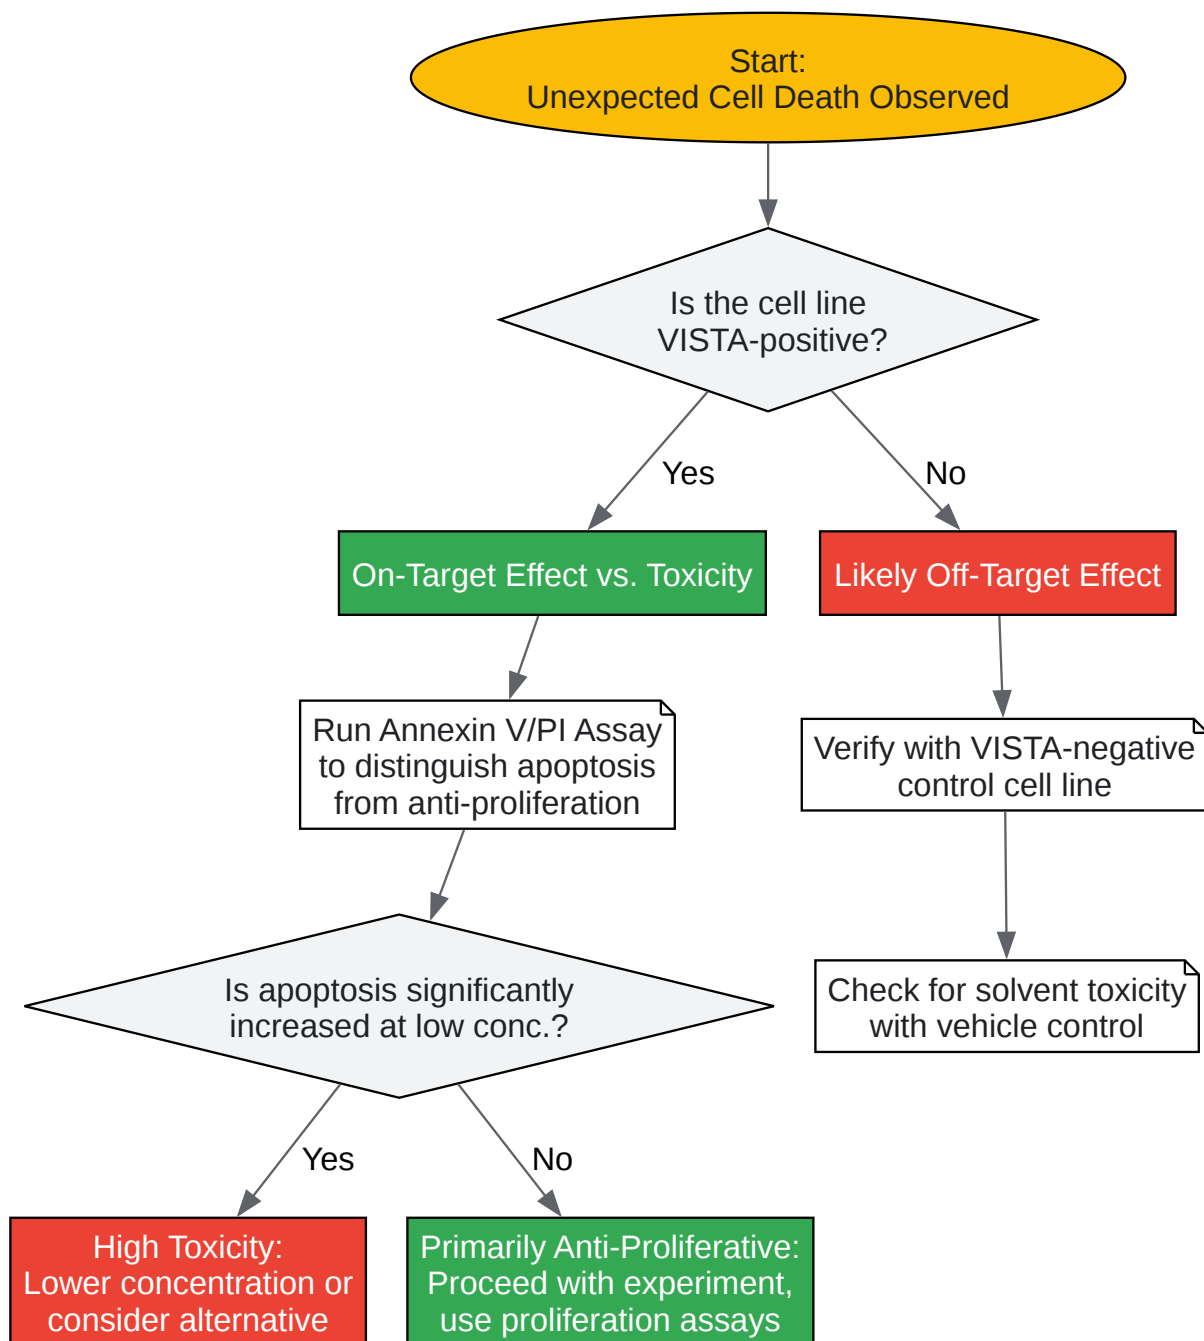 Start:
Unexpected Cell Death Observed
Is the cell line
VISTA-positive?
Yes
No
On-Target Effect vs. Toxicity
Likely Off-Target Effect
Run Annexin V/PI Assay
to distinguish apoptosis
from anti-proliferation
Verify with VISTA-negative
control cell line
Is apoptosis significantly
increased at low conc.?
Check for solvent toxicity
with vehicle control
Yes
No
High Toxicity:
Lower concentration or
consider alternative
Primarily Anti-Proliferative:
Proceed with experiment,
use proliferation assays